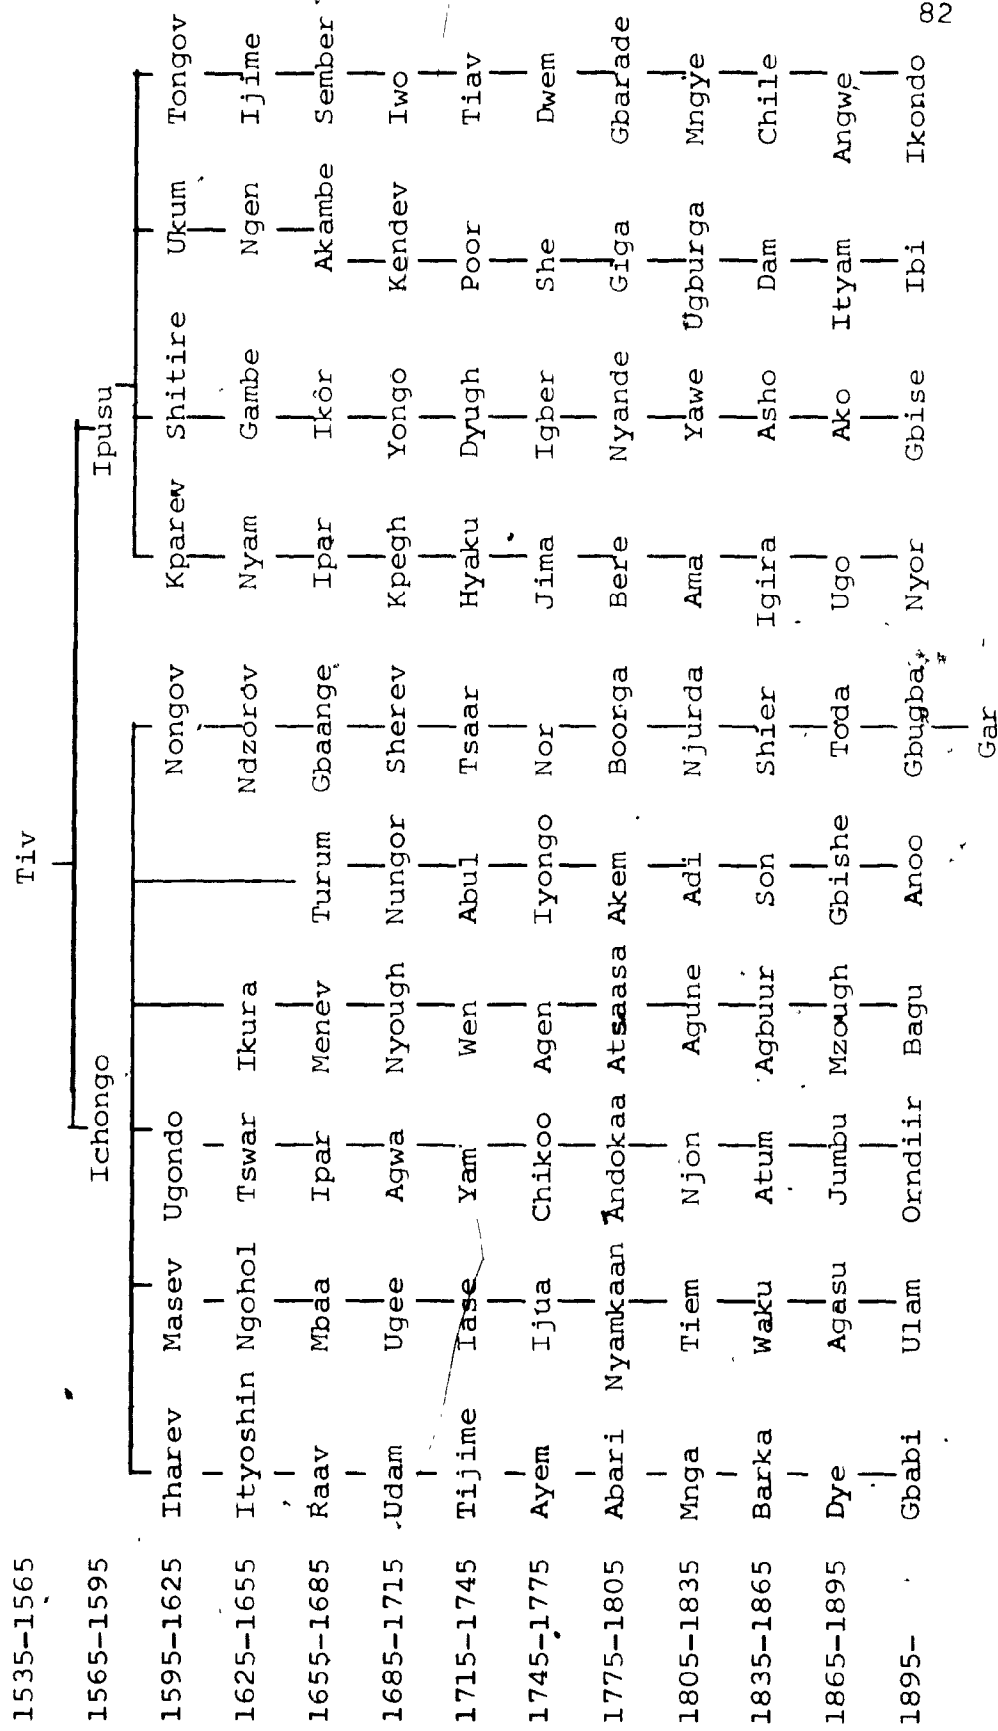 82
1535-1565 Tiv
1565-1595 Ichongo Ipusu
1595-1625 Iharev Masev Ugondo Nongov Kparev Shitire Ukum Tongov
1625-1655 Ityoshin Ngohol Tswar Ikura Ndzorov Nyam Gambe Ngen Ijime
1655-1685 Raav Mbaa Ipar Menev Turum Gbaange Ipar Ikôr Akambe Sember
1685-1715 Udam Ugee Agwa Nyough Nungor Sherev Kpegh Yongo Kendev Iwo
1715-1745 Tijime Iase Yam Wen Abul Tsaar Hyaku Dyugh Poor Tiav
1745-1775 Ayem Ijua Chikoo Agen Iyongo Nor Jima Igber She Dwem
1775-1805 Abari Nyamkaan Andokaa Atsaasa Akem Boorga Bere Nyande Giga Gbarade
1805-1835 Mnga Tiem Njon Agune Adi Njurda Ama Yawe Ugburga Mngye
1835-1865 Barka Waku Atum Agbuur Son Shier Igira Asho Dam Chile
1865-1895 Dye Agasu Jumbu Mzough Gbishe Toda Ugo Ako Ityam Angwe
1895- Gbabi Ulam Orndiir Bagu Anoo Gbugba Nyor Gbise Ibi Ikondo
Gar